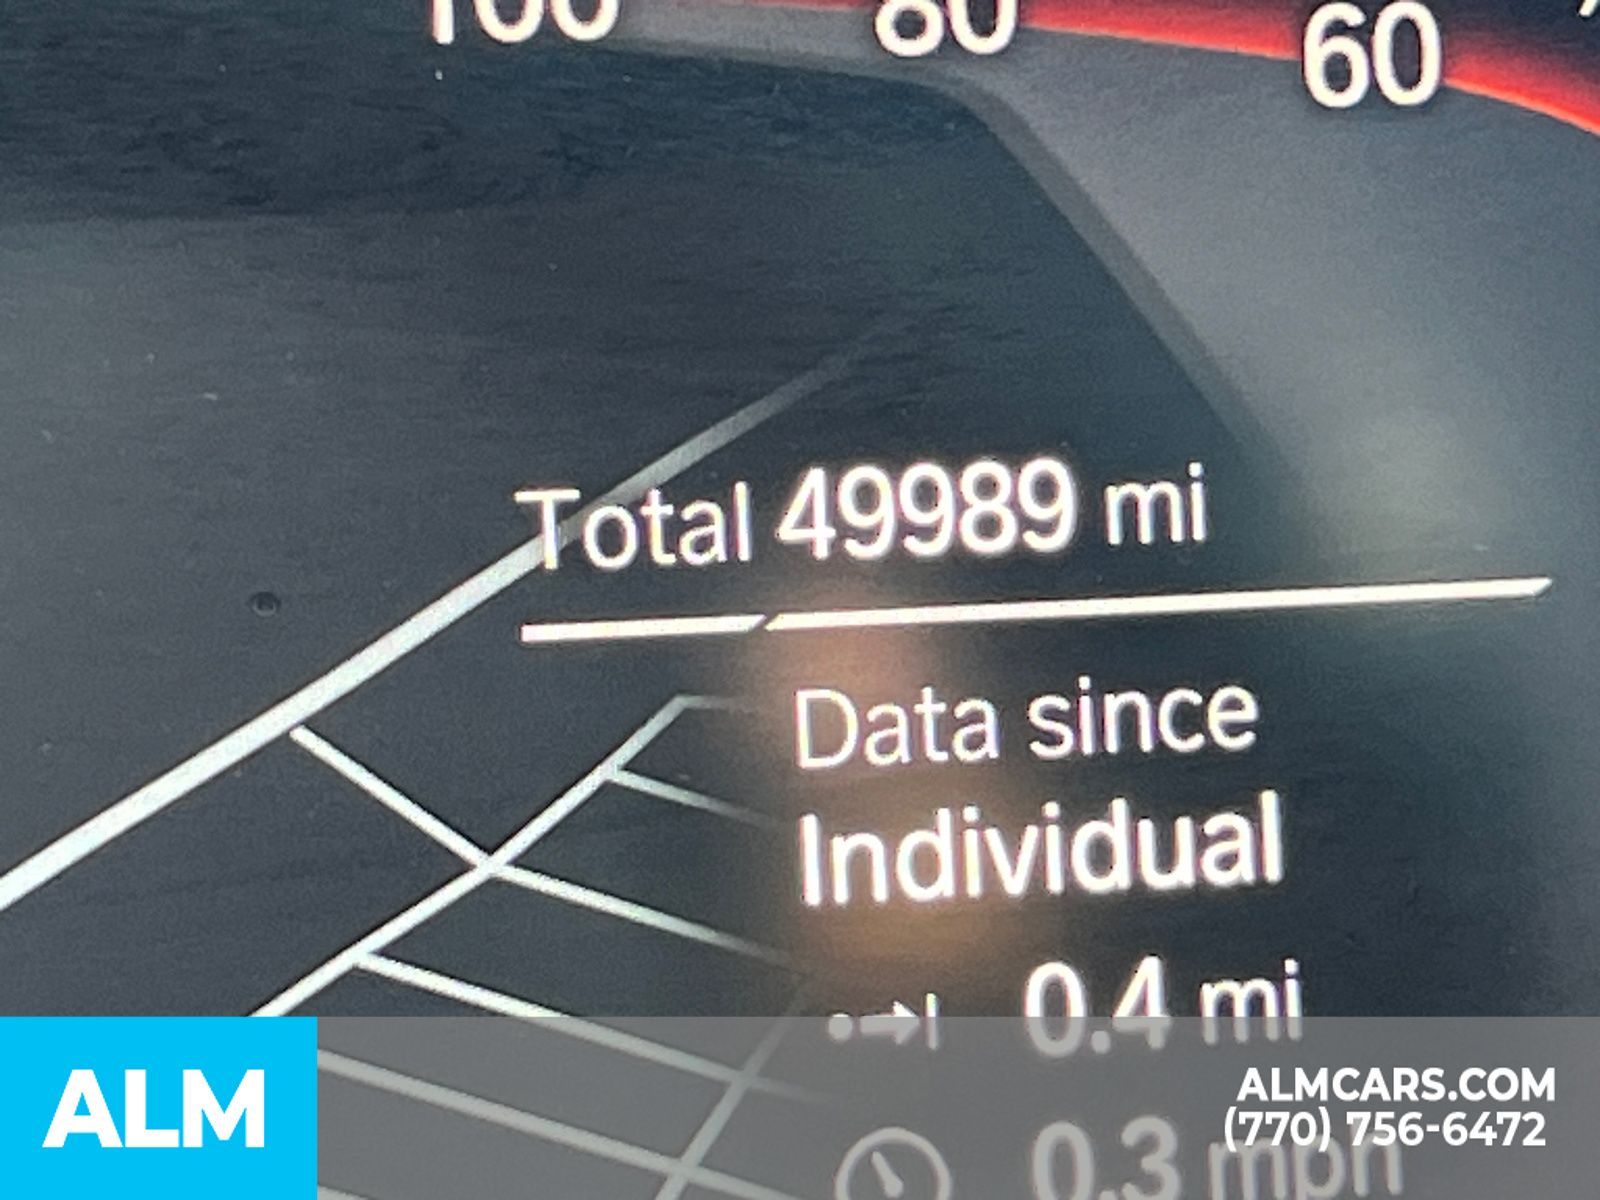 100 80 60
Total 49989 mi
Data since
Individual
0.4 mi
0.3 mph
ALM
ALMCARS.COM
(770) 756-6472